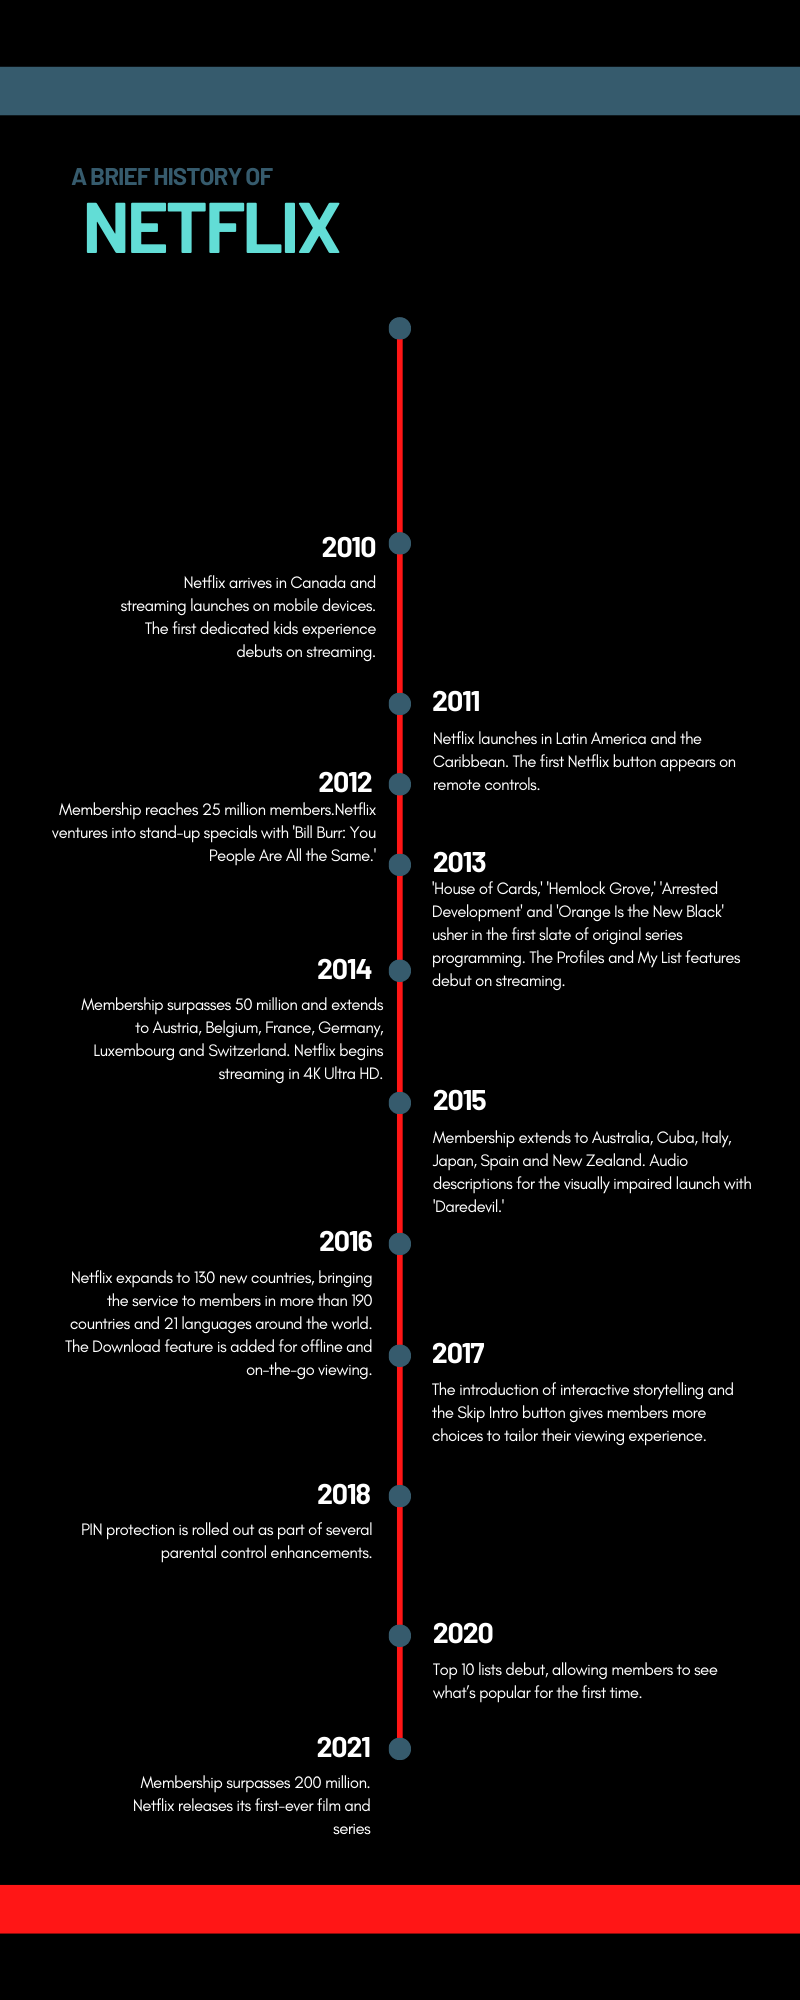 A BRIEF HISTORY OF
NETFLIX
2010
Netflix arrives in Canada and
streaming launches on mobile devices.
The first dedicated kids experience
debuts on streaming.
2011
Netflix launches in Latin America and the
Caribbean. The first Netflix button appears on
remote controls.
2012
Membership reaches 25 million members.Netflix
ventures into stand-up specials with 'Bill Burr: You
People Are All the Same.'
2013
'House of Cards,' 'Hemlock Grove,' 'Arrested
Development' and 'Orange Is the New Black'
usher in the first slate of original series
programming. The Profiles and My List features
debut on streaming.
2014
Membership surpasses 50 million and extends
to Austria, Belgium, France, Germany,
Luxembourg and Switzerland. Netflix begins
streaming in 4K Ultra HD.
2015
Membership extends to Australia, Cuba, Italy,
Japan, Spain and New Zealand. Audio
descriptions for the visually impaired launch with
'Daredevil.'
2016
Netflix expands to 130 new countries, bringing
the service to members in more than 190
countries and 21 languages around the world.
The Download feature is added for offline and
on-the-go viewing.
2017
The introduction of interactive storytelling and
the Skip Intro button gives members more
choices to tailor their viewing experience.
2018
PIN protection is rolled out as part of several
parental control enhancements.
2020
Top 10 lists debut, allowing members to see
what's popular for the first time.
2021
Membership surpasses 200 million.
Netflix releases its first-ever film and
series